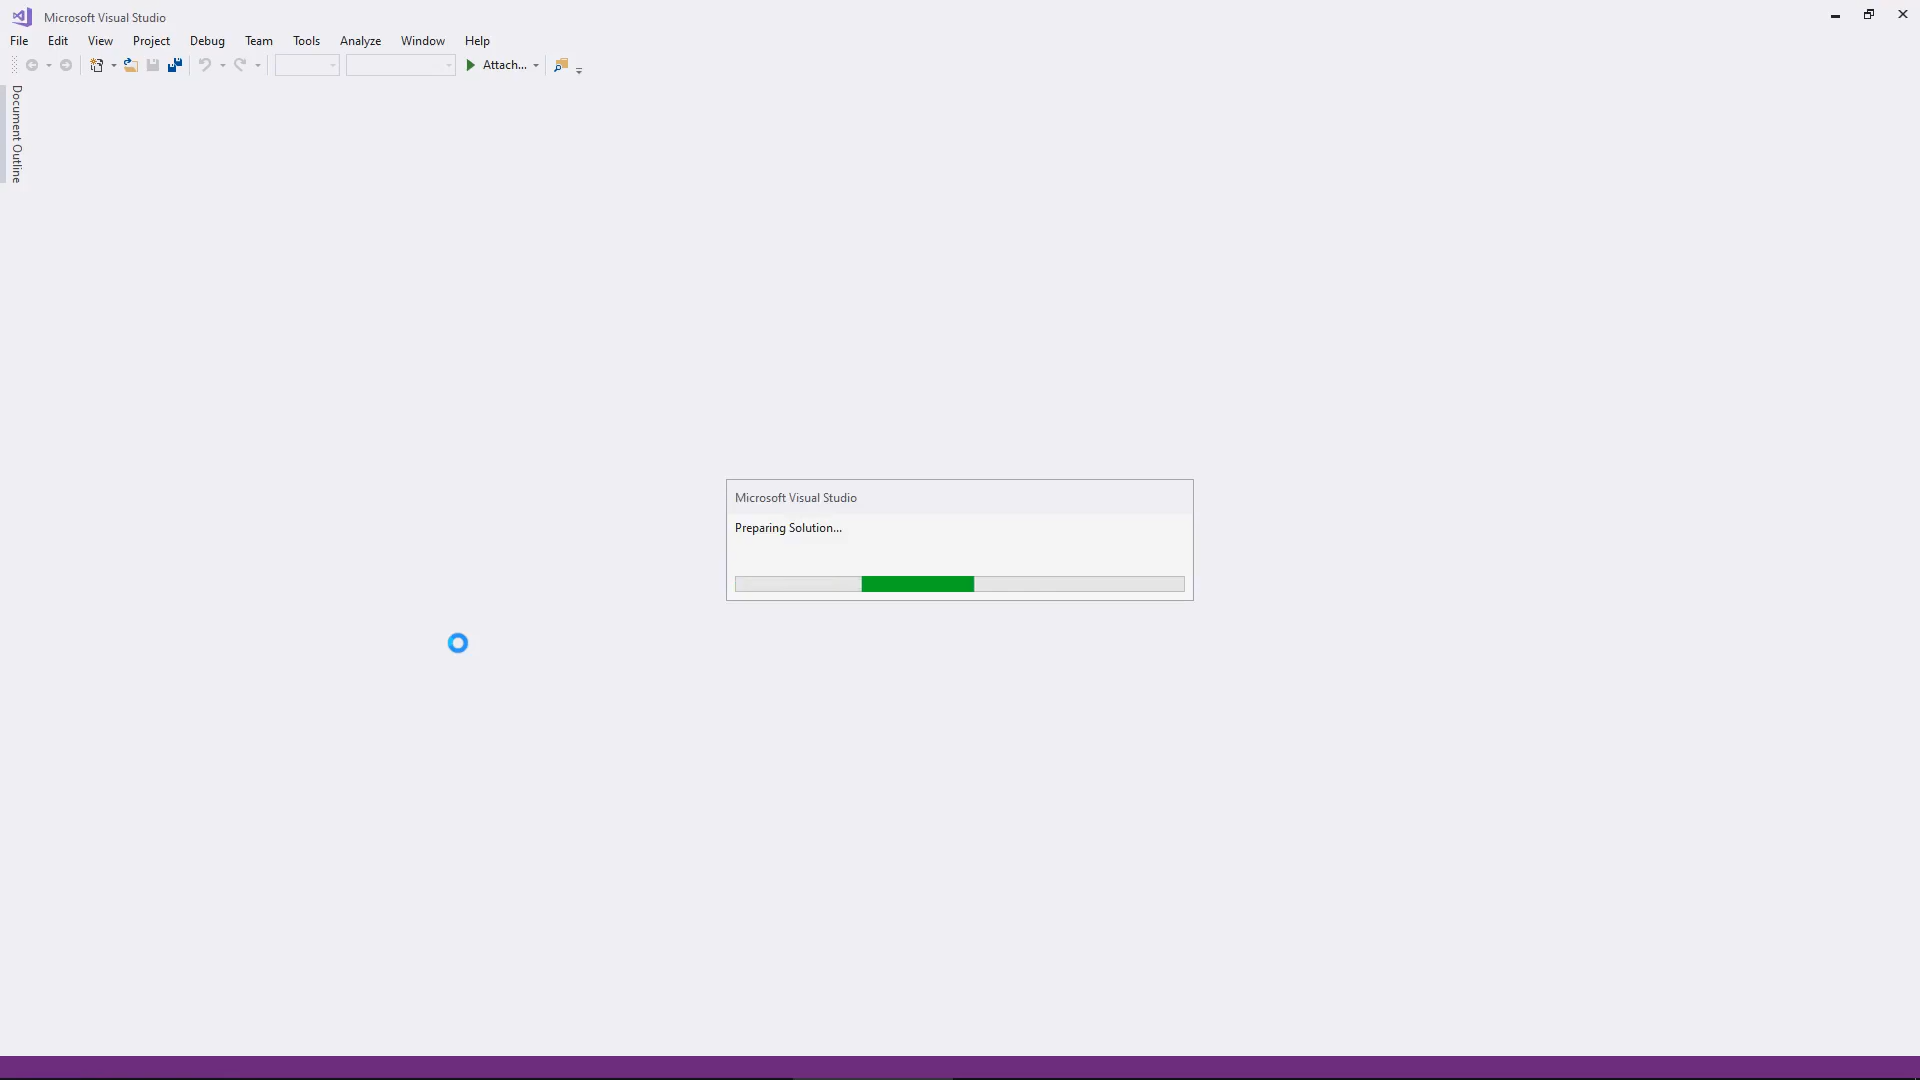 Microsoft Visual Studio
File Edit View Project Debug Team Tools Analyze Window Help
Attach...
Document Outline
Microsoft Visual Studio
Preparing Solution...